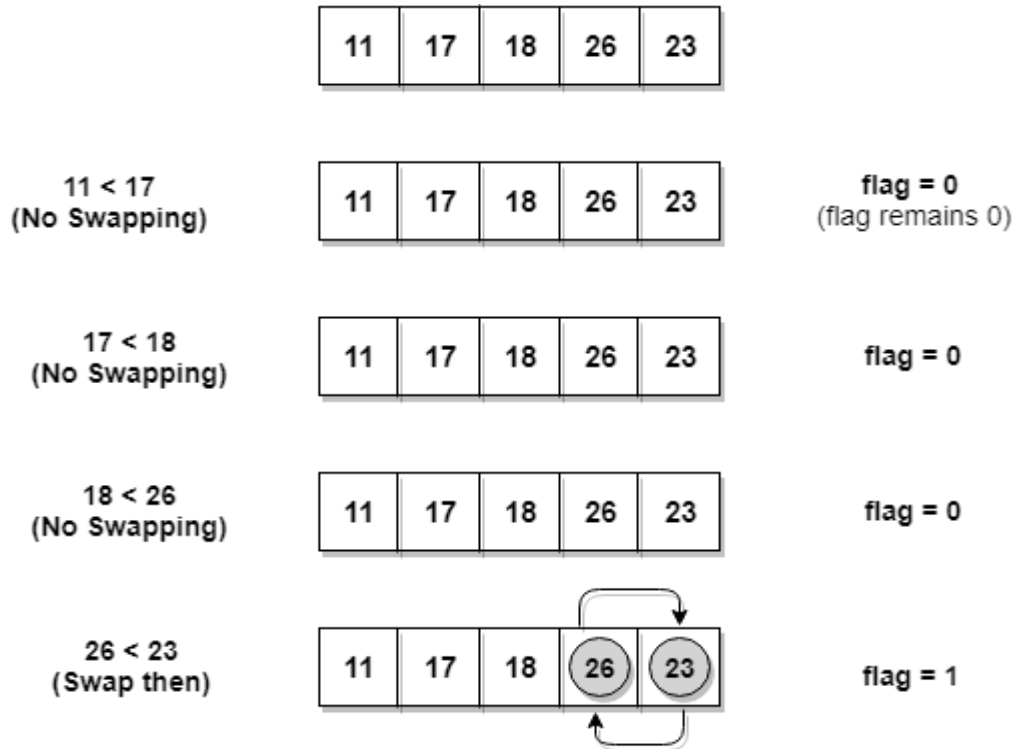 11 17 18 26 23
11 < 17
(No Swapping)
11 17 18 26 23
flag = 0
(flag remains 0)
17 < 18
(No Swapping)
11 17 18 26 23
flag = 0
18 < 26
(No Swapping)
11 17 18 26 23
flag = 0
26 < 23
(Swap then)
11 17 18 26 23
flag = 1